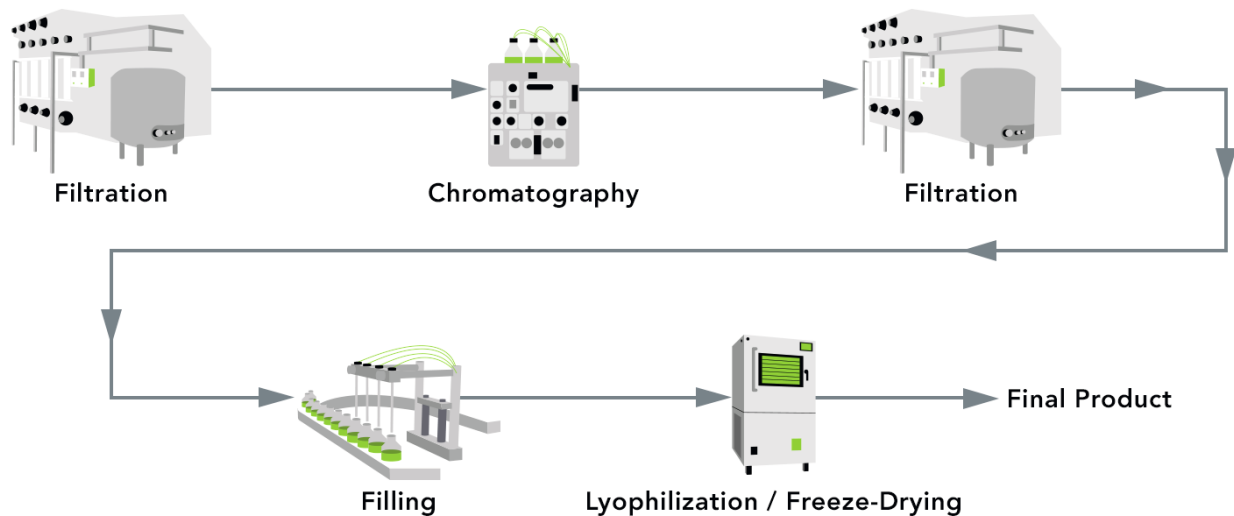 Filtration
Chromatography
Filtration
Filling
Lyophilization / Freeze-Drying
Final Product